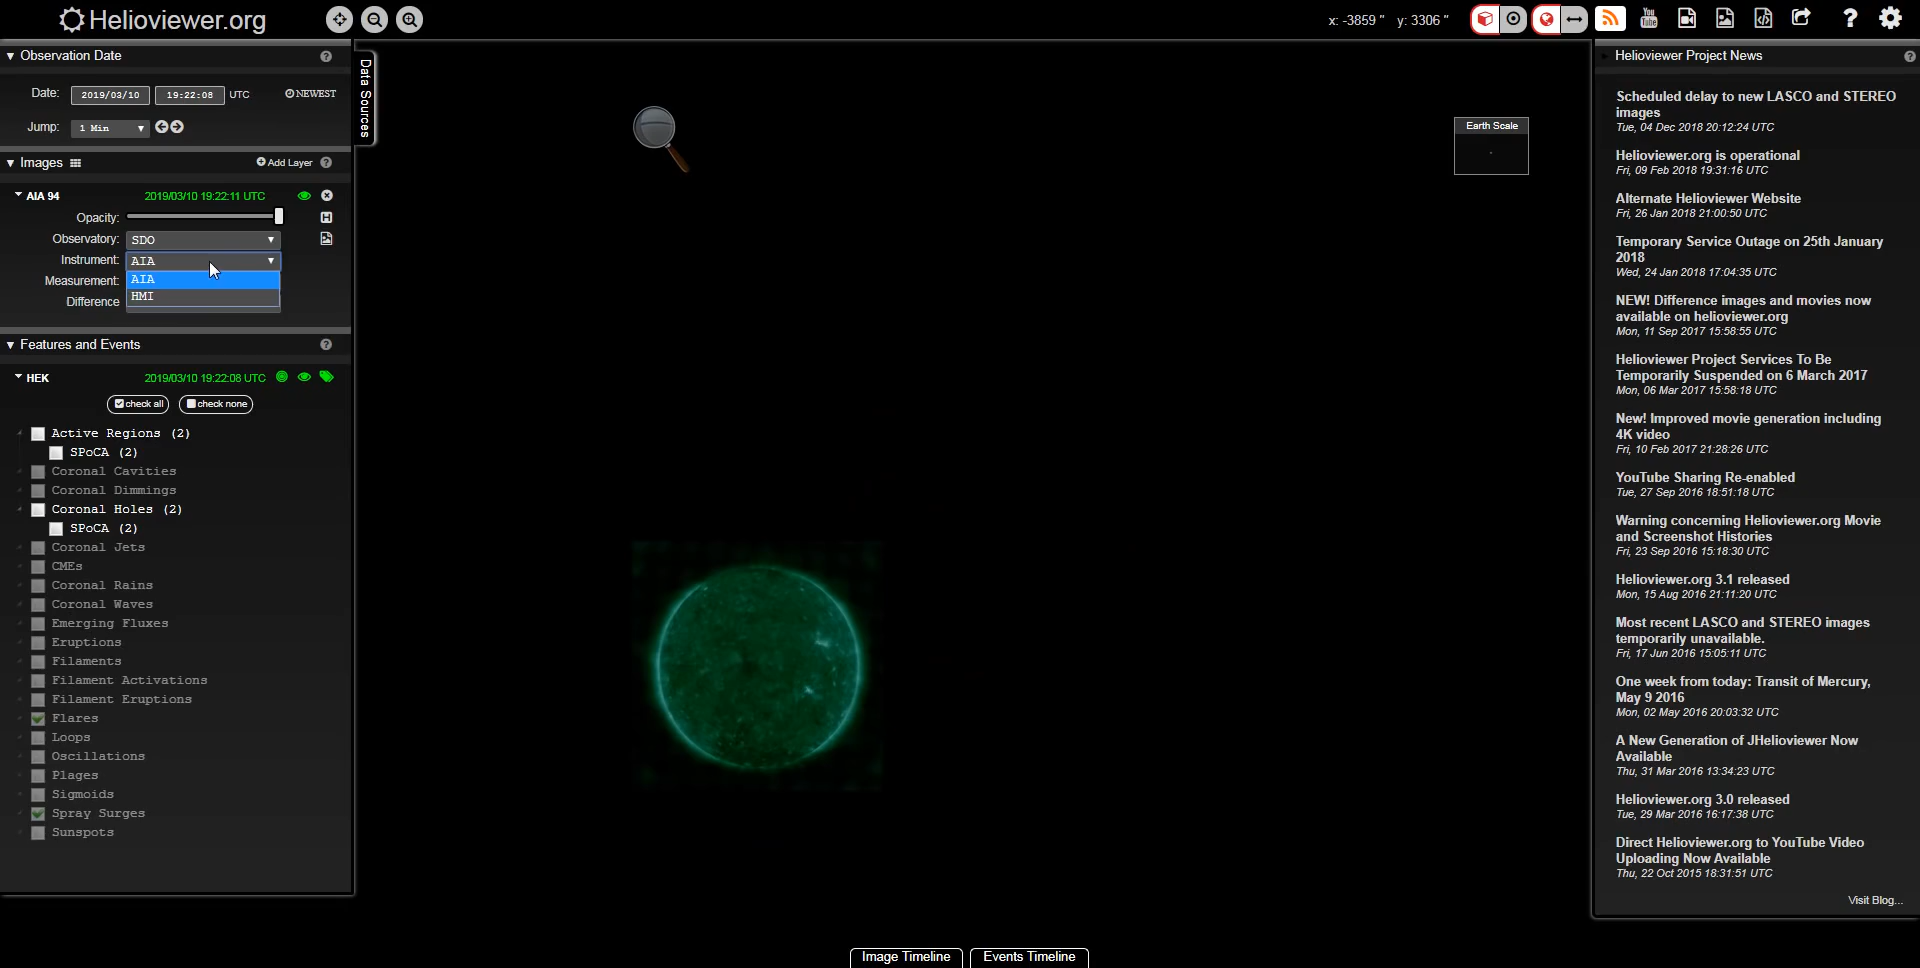 Helioviewer.org
x: -3859 " y: 3306 "
You
Tube
Observation Date
Date: 2019/03/10 19:22:08 UTC NEWEST
Jump: 1 Min
Data Sources
Images Add Layer
AIA 94 2019/03/10 19:22:11 UTC
Opacity:
Observatory: SDO
Instrument: AIA
Measurement: AIA
HMI
Difference
Features and Events
HEK 2019/03/10 19:22:08 UTC
check all check none
Active Regions (2)
SPoCA (2)
Coronal Cavities
Coronal Dimmings
Coronal Holes (2)
SPoCA (2)
Coronal Jets
CMEs
Coronal Rains
Coronal Waves
Emerging Fluxes
Eruptions
Filaments
Filament Activations
Filament Eruptions
Flares
Loops
Oscillations
Plages
Sigmoids
Spray Surges
Sunspots
Earth Scale
Image Timeline Events Timeline
Helioviewer Project News
Scheduled delay to new LASCO and STEREO
images
Tue, 04 Dec 2018 20:12:24 UTC
Helioviewer.org is operational
Fri, 09 Feb 2018 19:31:16 UTC
Alternate Helioviewer Website
Fri, 26 Jan 2018 21:00:50 UTC
Temporary Service Outage on 25th January
2018
Wed, 24 Jan 2018 17:04:35 UTC
NEW! Difference images and movies now
available on helioviewer.org
Mon, 11 Sep 2017 15:58:55 UTC
Helioviewer Project Services To Be
Temporarily Suspended on 6 March 2017
Mon, 06 Mar 2017 15:58:18 UTC
New! Improved movie generation including
4K video
Fri, 10 Feb 2017 21:28:26 UTC
YouTube Sharing Re-enabled
Tue, 27 Sep 2016 18:51:18 UTC
Warning concerning Helioviewer.org Movie
and Screenshot Histories
Fri, 23 Sep 2016 15:18:30 UTC
Helioviewer.org 3.1 released
Mon, 15 Aug 2016 21:11:20 UTC
Most recent LASCO and STEREO images
temporarily unavailable.
Fri, 17 Jun 2016 15:05:11 UTC
One week from today: Transit of Mercury,
May 9 2016
Mon, 02 May 2016 20:03:32 UTC
A New Generation of JHelioviewer Now
Available
Thu, 31 Mar 2016 13:34:23 UTC
Helioviewer.org 3.0 released
Tue, 29 Mar 2016 16:17:38 UTC
Direct Helioviewer.org to YouTube Video
Uploading Now Available
Thu, 22 Oct 2015 18:31:51 UTC
Visit Blog...